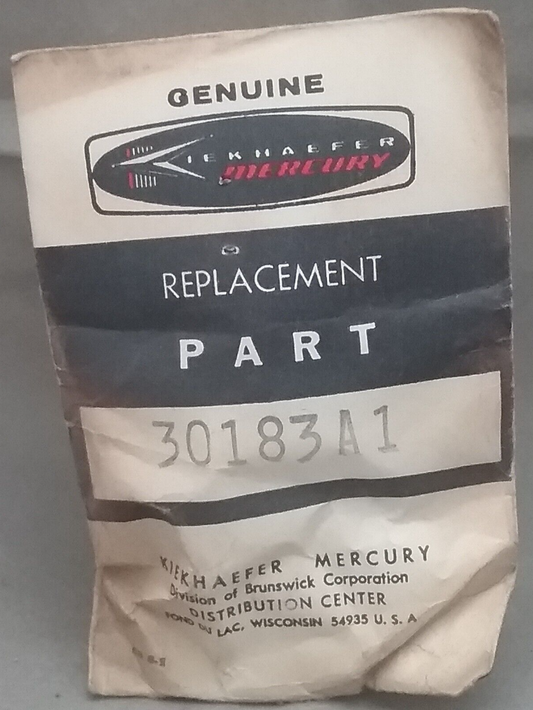 GENUINE
KIEKHAEFER
MERCURY
REPLACEMENT
PART
30183A1
KIEKHAEFER MERCURY
Division of Brunswick Corporation
DISTRIBUTION CENTER
FOND DU LAC, WISCONSIN 54935 U. S. A